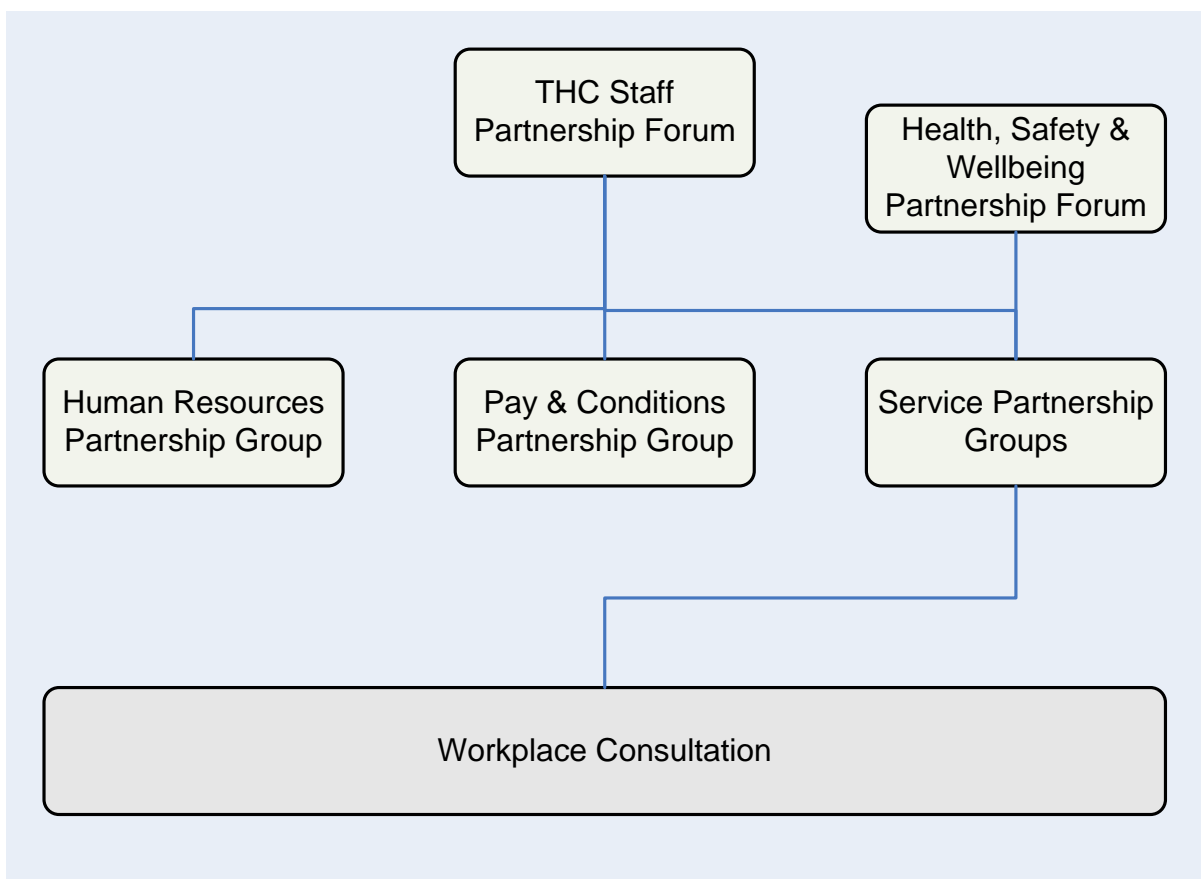 THC Staff
Partnership Forum
Health, Safety &
Wellbeing
Partnership Forum
Human Resources
Partnership Group
Pay & Conditions
Partnership Group
Service Partnership
Groups
Workplace Consultation